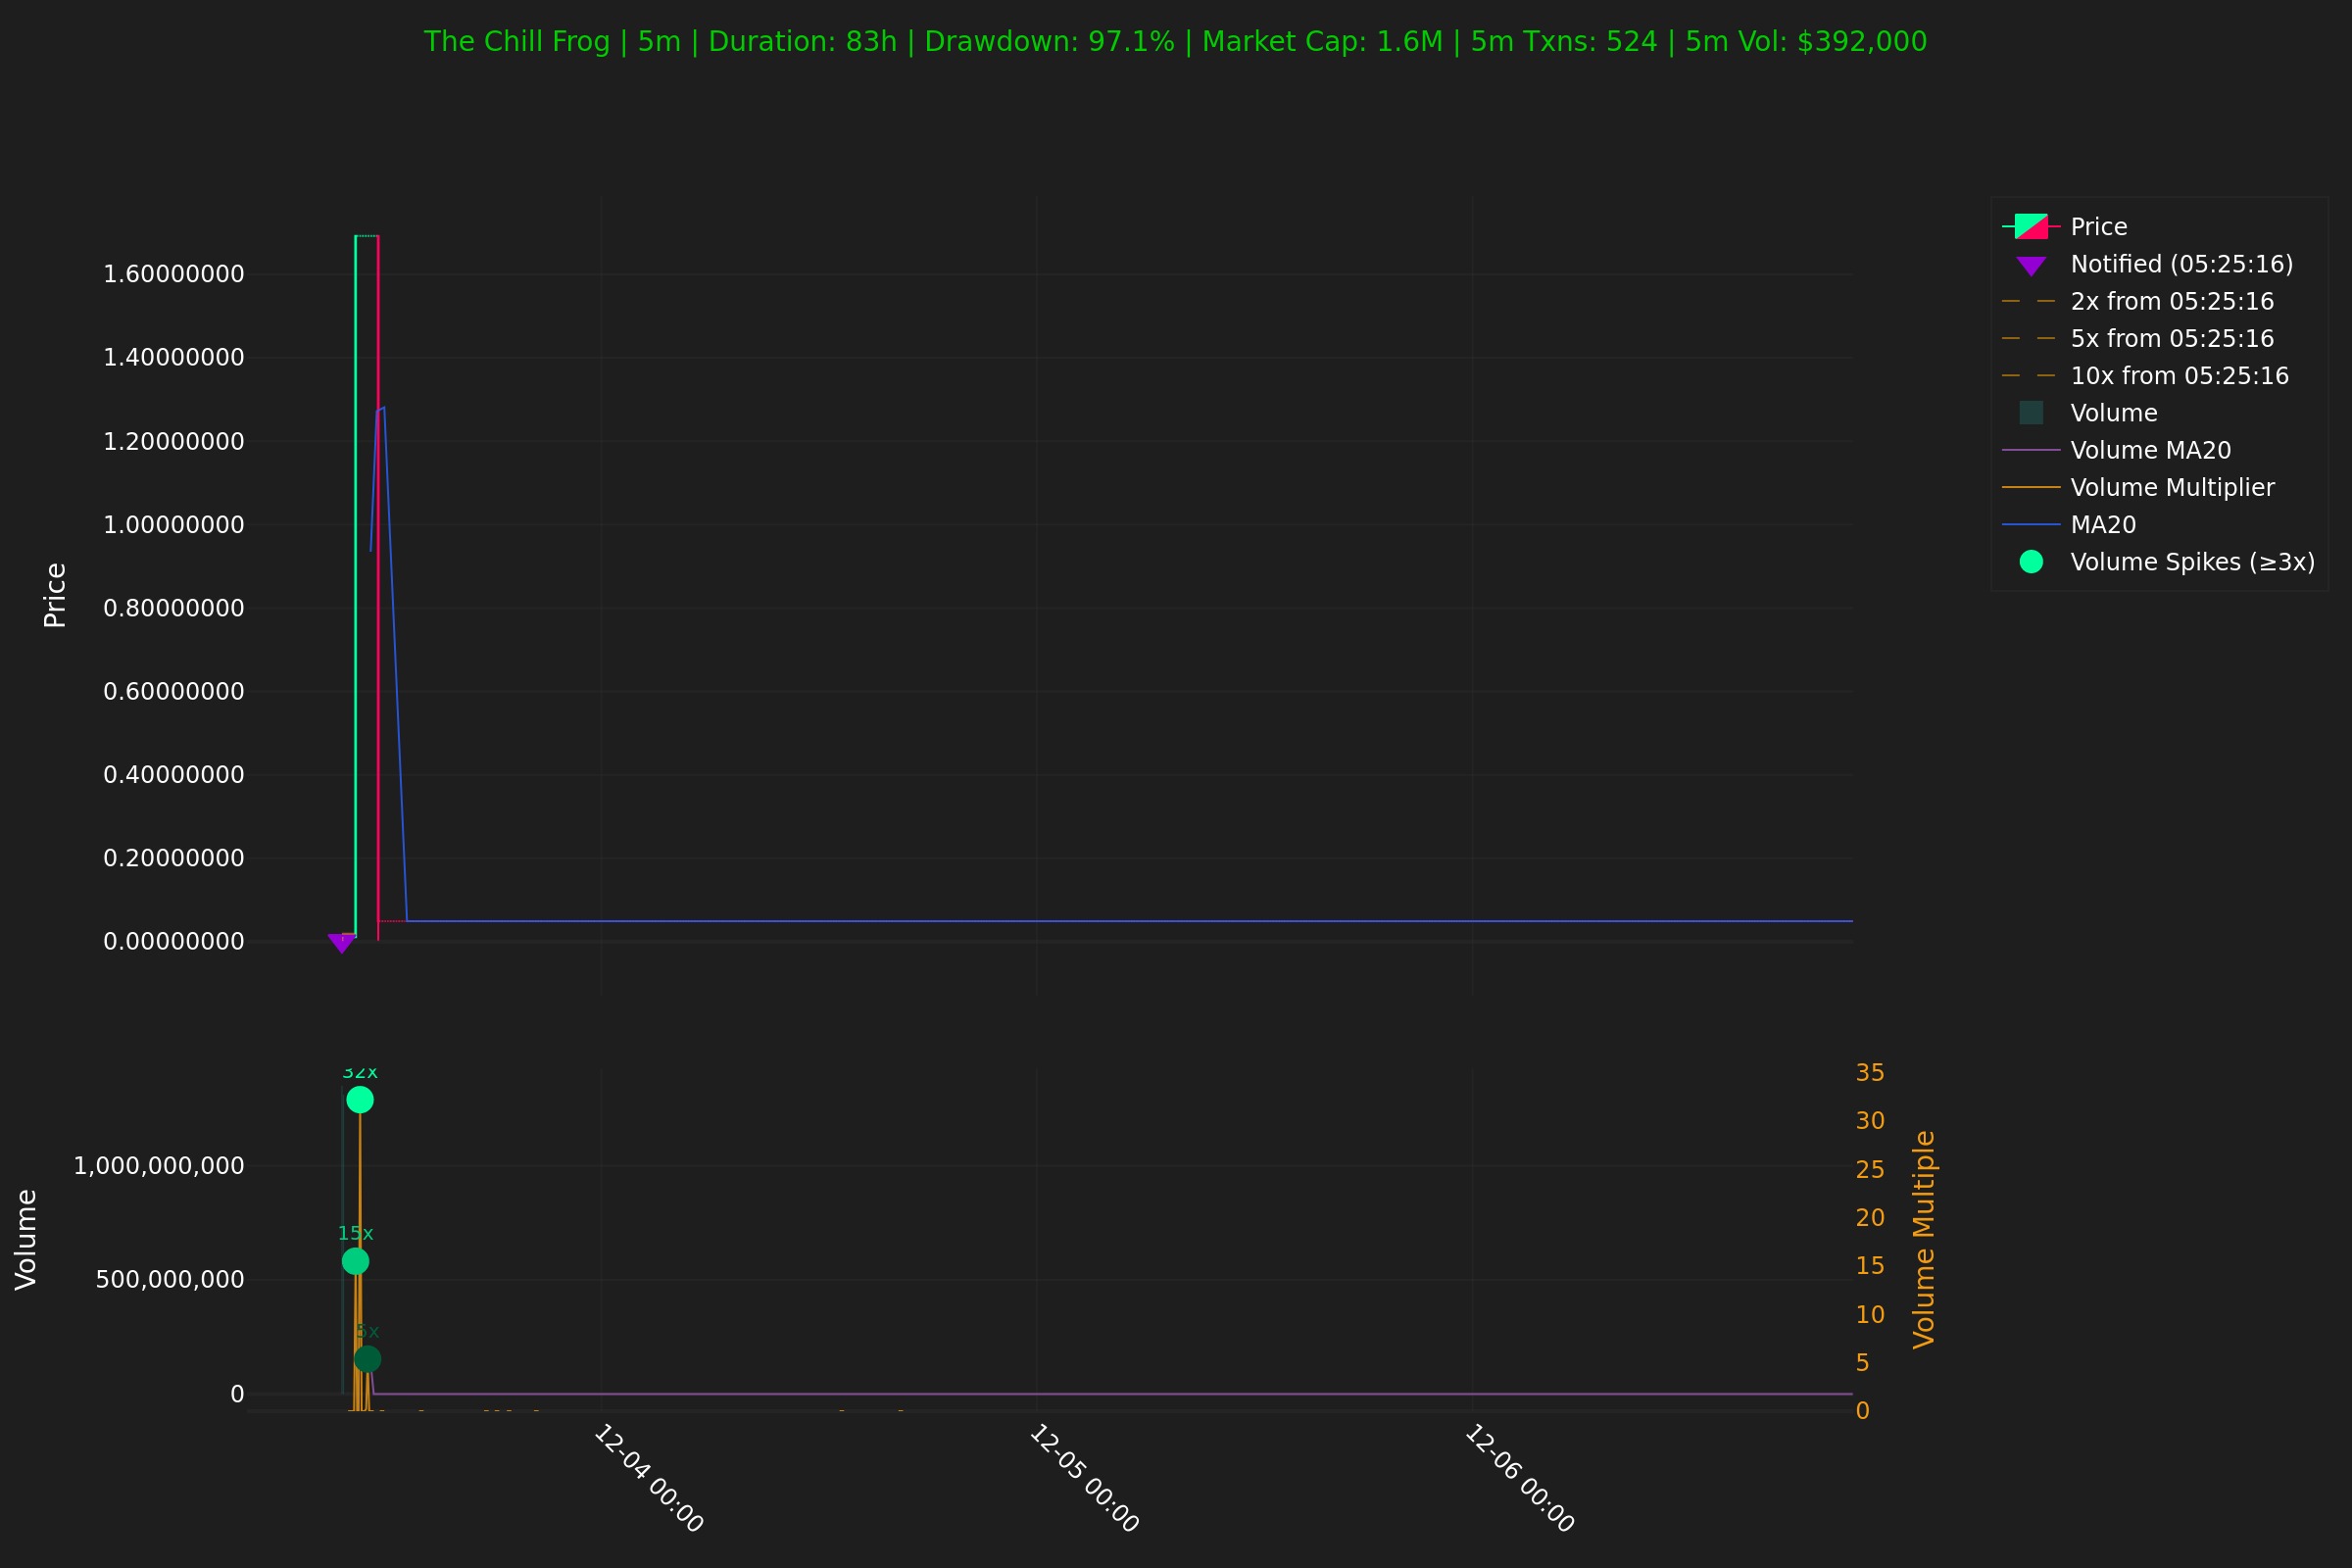 The Chill Frog | 5m | Duration: 83h | Drawdown: 97.1% | Market Cap: 1.6M | 5m Txns: 524 | 5m Vol: $392,000
Price
1.60000000
1.40000000
1.20000000
1.00000000
0.80000000
0.60000000
0.40000000
0.20000000
0.00000000
Price
Notified (05:25:16)
2x from 05:25:16
5x from 05:25:16
10x from 05:25:16
Volume
Volume MA20
Volume Multiplier
MA20
Volume Spikes (≥3x)
Volume
1,000,000,000
500,000,000
0
32x
15x
5x
35
30
25
20
15
10
5
0
Volume Multiple
12-04 00:00
12-05 00:00
12-06 00:00